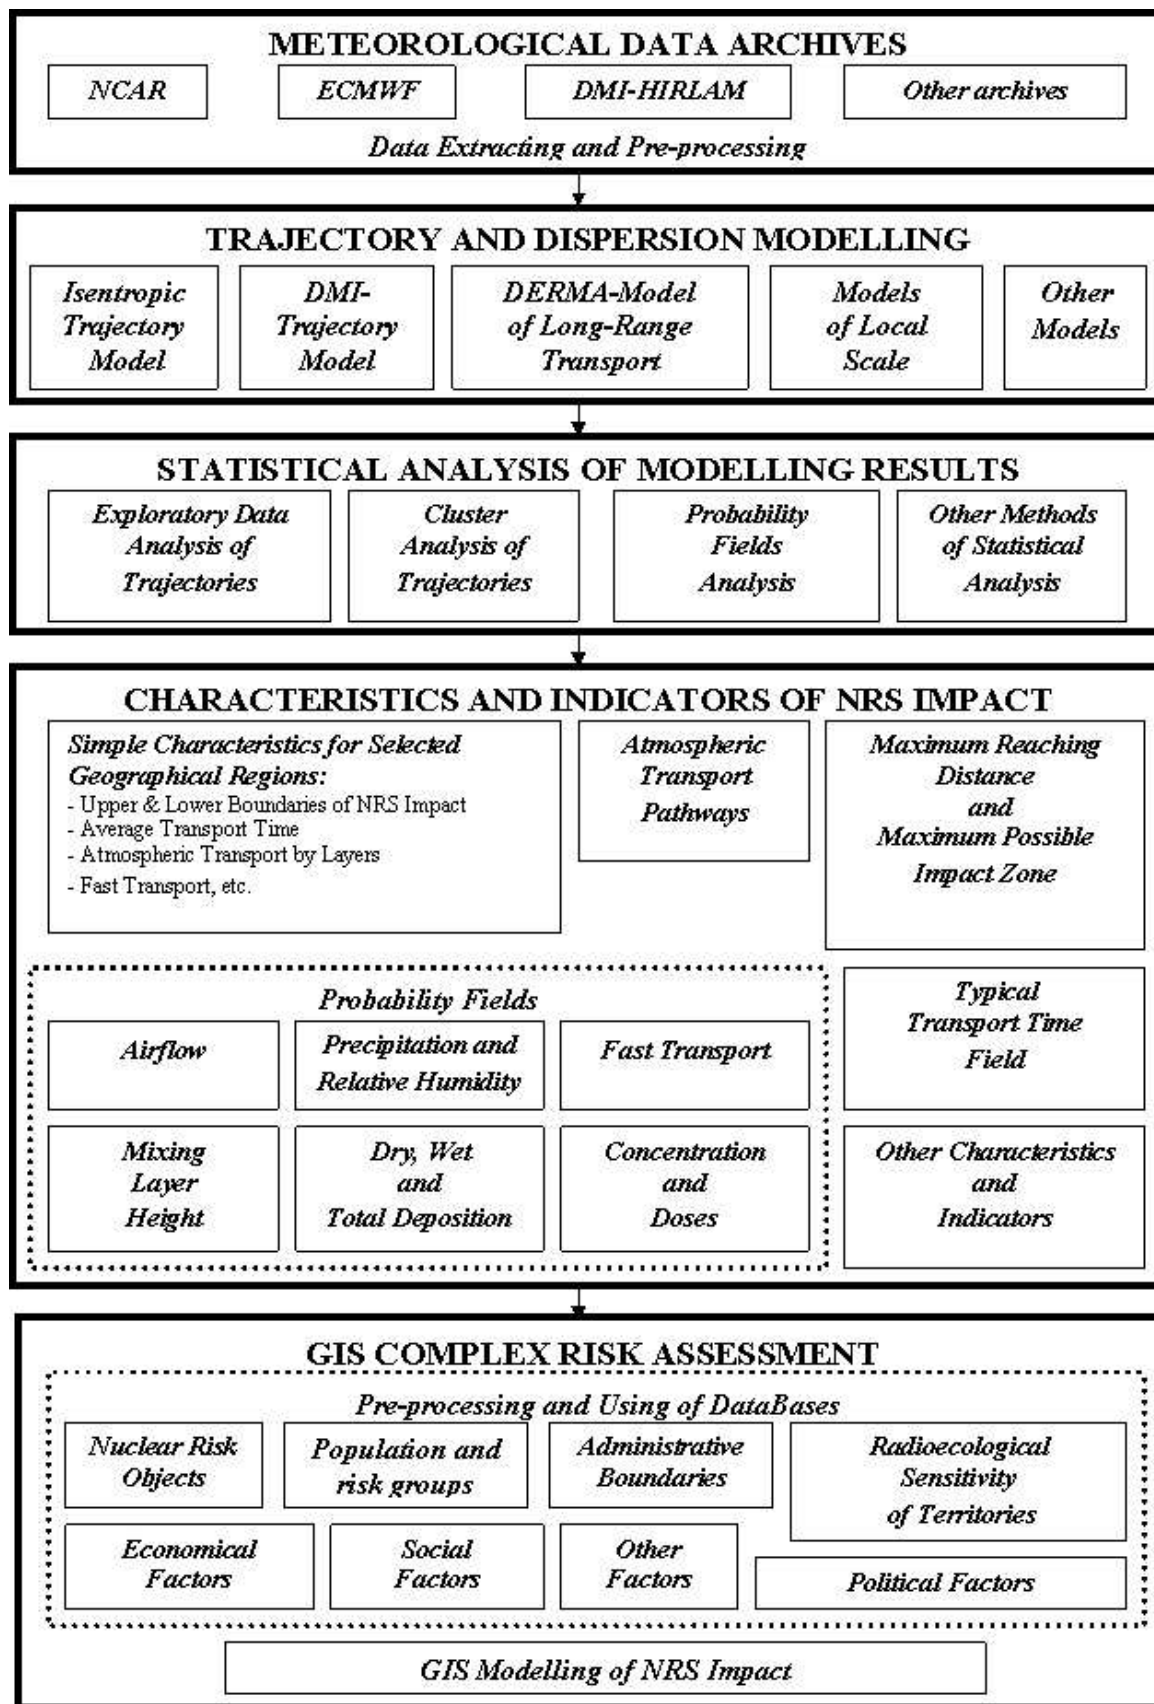 METEOROLOGICAL DATA ARCHIVES
NCAR
ECMWF
DMI-HIRLAM
Other archives
Data Extracting and Pre-processing
TRAJECTORY AND DISPERSION MODELLING
Isentropic
Trajectory
Model
DMI-
Trajectory
Model
DERMA-Model
of Long-Range
Transport
Models
of Local
Scale
Other
Models
STATISTICAL ANALYSIS OF MODELLING RESULTS
Exploratory Data
Analysis of
Trajectories
Cluster
Analysis of
Trajectories
Probability
Fields
Analysis
Other Methods
of Statistical
Analysis
CHARACTERISTICS AND INDICATORS OF NRS IMPACT
Simple Characteristics for Selected
Geographical Regions:
- Upper & Lower Boundaries of NRS Impact
- Average Transport Time
- Atmospheric Transport by Layers
- Fast Transport, etc.
Atmospheric
Transport
Pathways
Maximum Reaching
Distance
and
Maximum Possible
Impact Zone
Probability Fields
Airflow
Precipitation and
Relative Humidity
Fast Transport
Mixing
Layer
Height
Dry, Wet
and
Total Deposition
Concentration
and
Doses
Typical
Transport Time
Field
Other Characteristics
and
Indicators
GIS COMPLEX RISK ASSESSMENT
Pre-processing and Using of DataBases
Nuclear Risk
Objects
Population and
risk groups
Administrative
Boundaries
Radioecological
Sensitivity
of Territories
Economical
Factors
Social
Factors
Other
Factors
Political Factors
GIS Modelling of NRS Impact